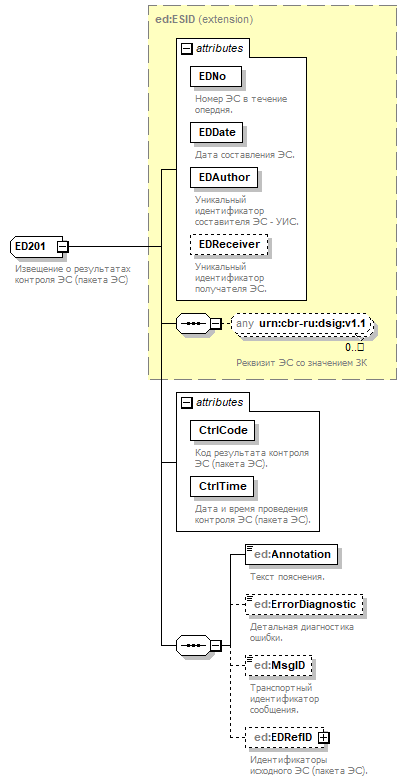 ed:ESID (extension)
attributes
EDNo
Номер ЭС в течение
опердня.
EDDate
Дата составления ЭС.
EDAuthor
Уникальный
идентификатор
составителя ЭС - УИС.
EDReceiver
Уникальный
идентификатор
получателя ЭС.
ED201
Извещение о результатах
контроля ЭС (пакета ЭС)
any urn:cbr-ru:dsig:v1.1
0..□
Реквизит ЭС со значением ЗК
attributes
CtrlCode
Код результата контроля
ЭС (пакета ЭС).
CtrlTime
Дата и время проведения
контроля ЭС (пакета ЭС).
ed:Annotation
Текст пояснения.
ed:ErrorDiagnostic
Детальная диагностика
ошибки.
ed:MsgID
Транспортный
идентификатор
сообщения.
ed:EDRefID
Идентификаторы
исходного ЭС (пакета ЭС).